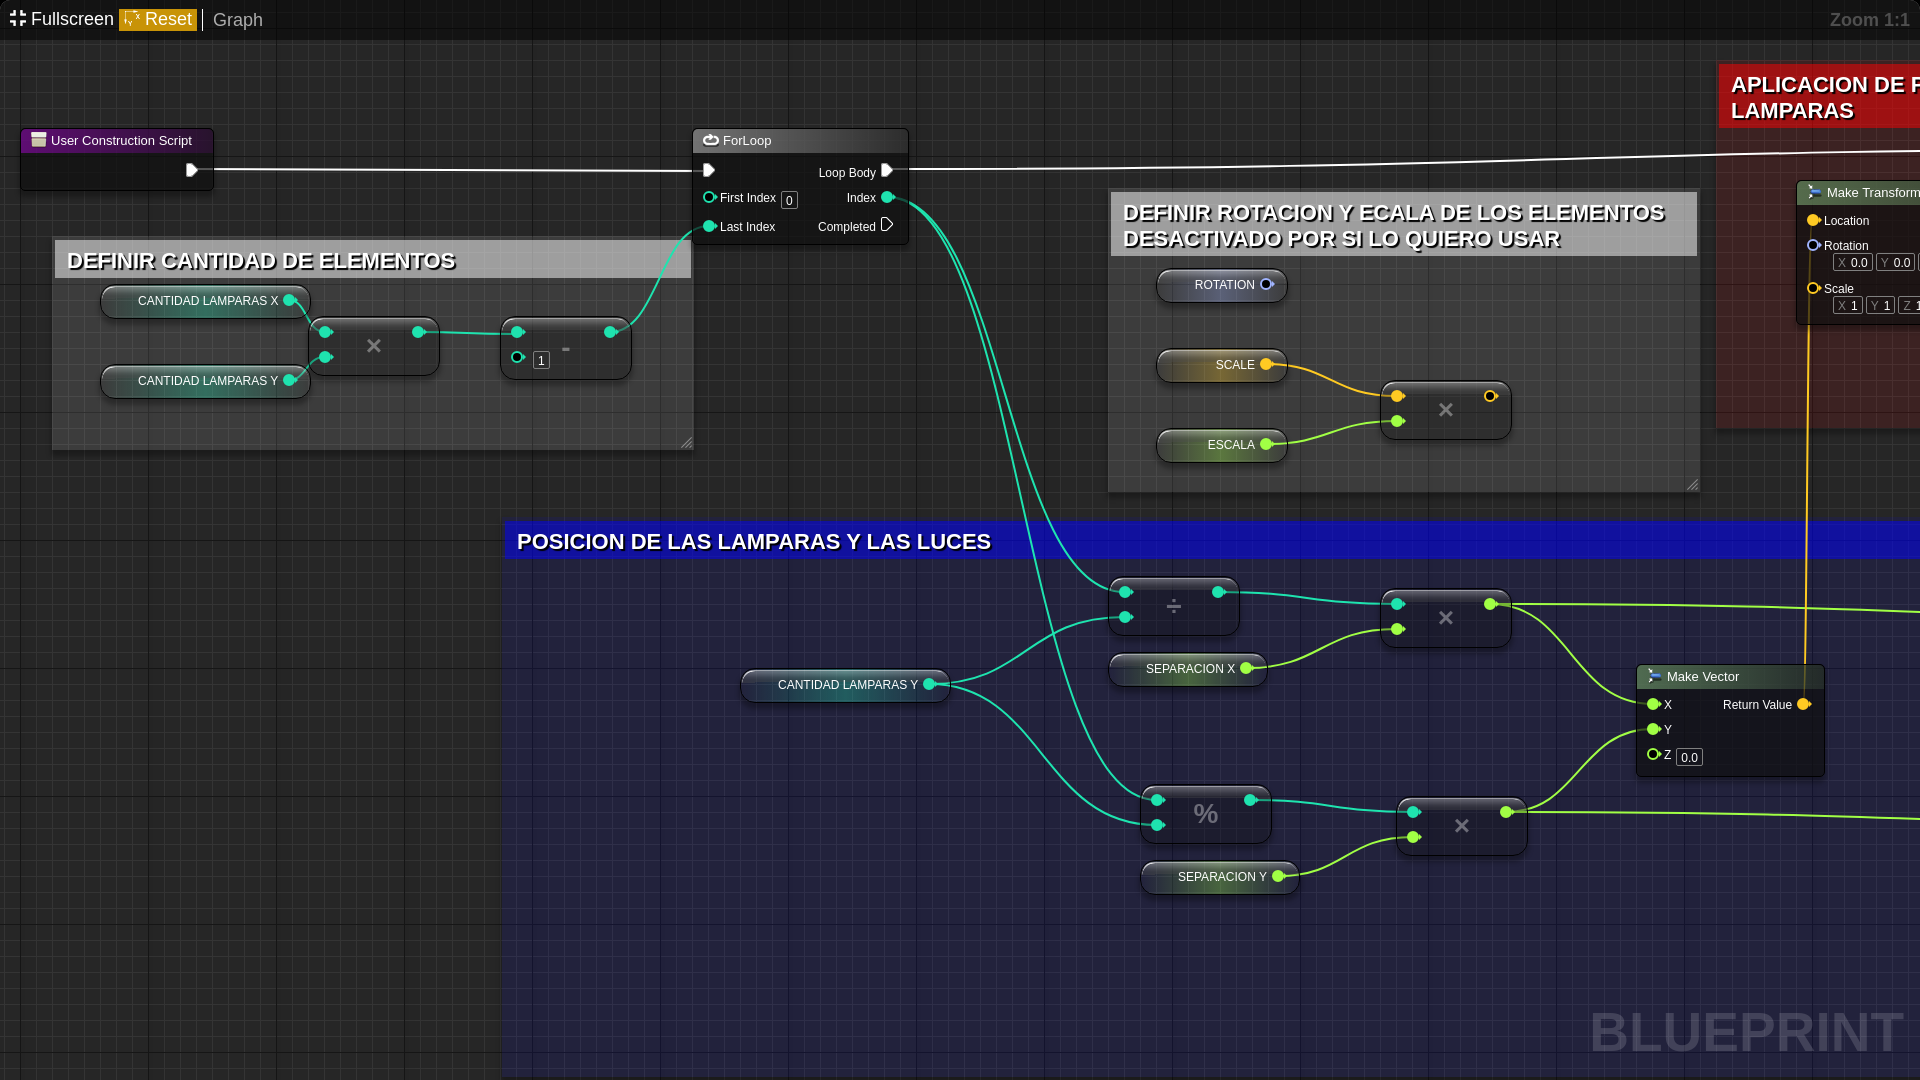 Fullscreen Reset Graph Zoom 1:1
APLICACION DE
LAMPARAS
User Construction Script
ForLoop
Loop Body
First Index 0 Index
Last Index Completed
Make Transform
Location
Rotation
X 0.0 Y 0.0
Scale
X 1 Y 1 Z 1
DEFINIR ROTACION Y ECALA DE LOS ELEMENTOS
DESACTIVADO POR SI LO QUIERO USAR
ROTATION
SCALE
ESCALA
×
DEFINIR CANTIDAD DE ELEMENTOS
CANTIDAD LAMPARAS X
CANTIDAD LAMPARAS Y
×
-
1
POSICION DE LAS LAMPARAS Y LAS LUCES
÷
×
SEPARACION X
CANTIDAD LAMPARAS Y
Make Vector
X Return Value
Y
Z 0.0
%
×
SEPARACION Y
BLUEPRINT